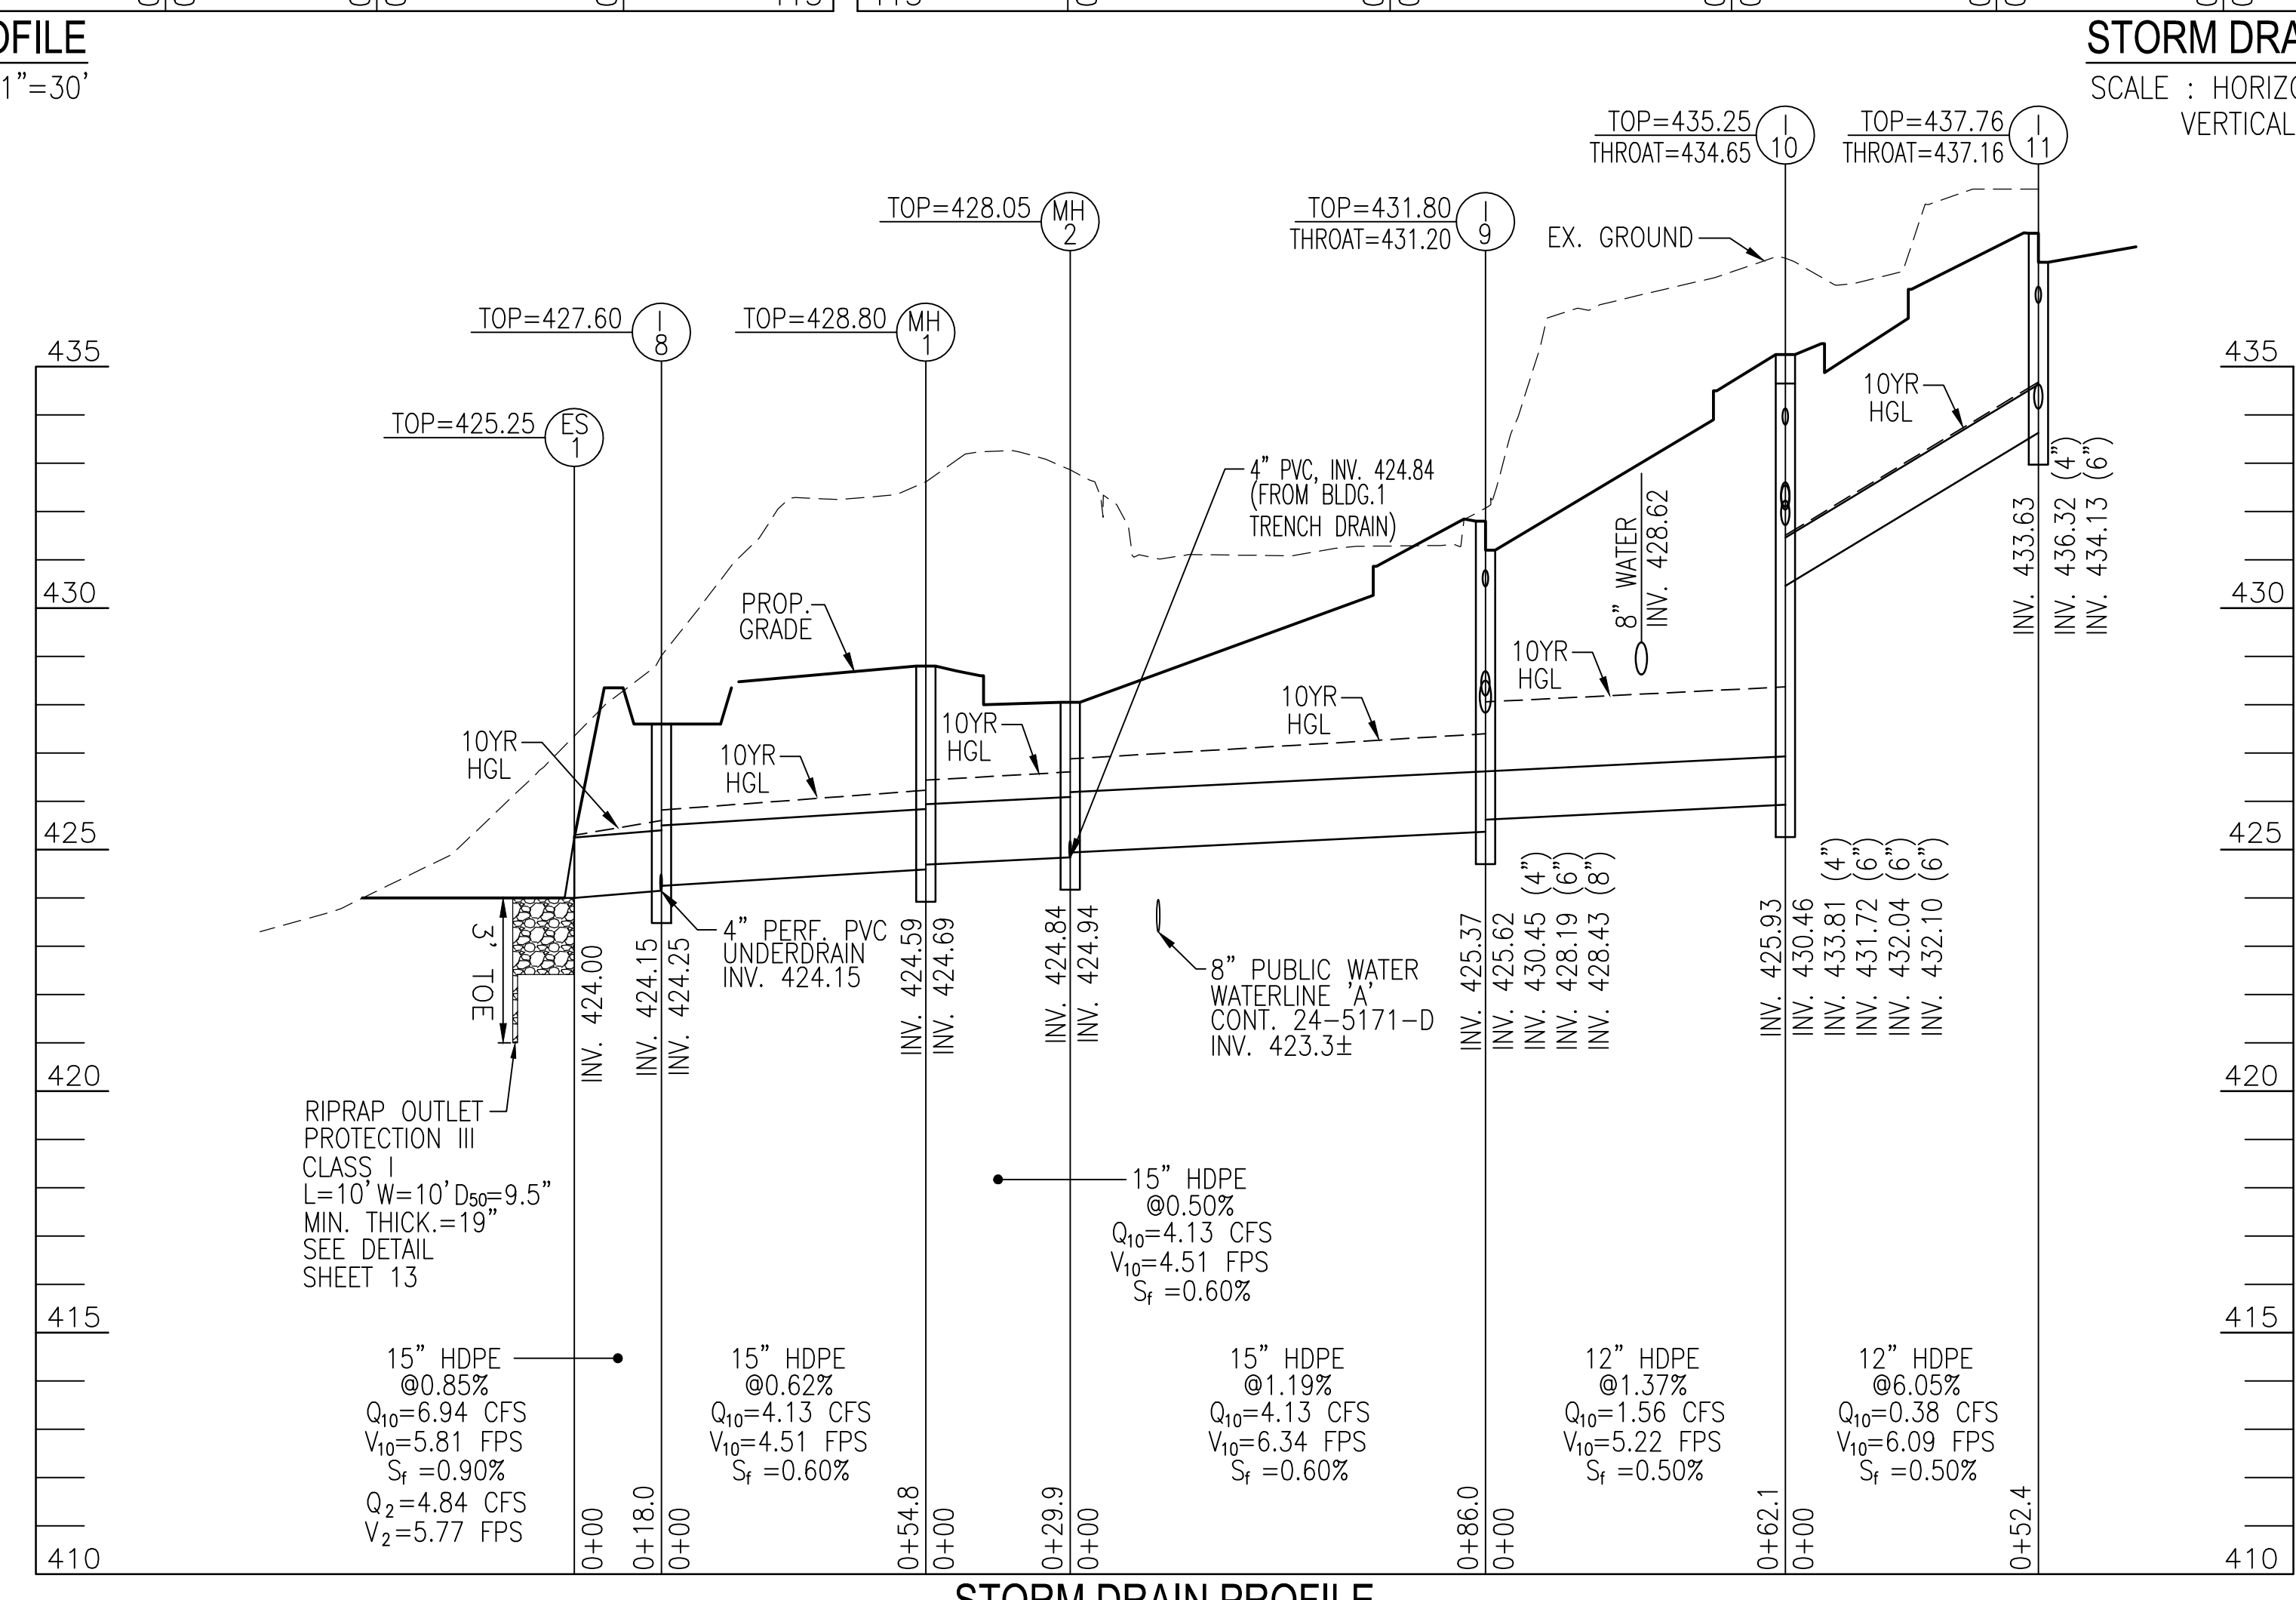 OFILE
1"=30'
STORM DRA
SCALE : HORIZO
VERTICAL
TOP=435.25
THROAT=434.65
I
10
TOP=437.76
THROAT=437.16
I
11
TOP=428.05
MH
2
TOP=431.80
THROAT=431.20
I
9
EX. GROUND
TOP=427.60
I
8
TOP=428.80
MH
1
TOP=425.25
ES
1
435
430
425
420
415
410
435
430
425
420
415
410
10YR
HGL
10YR
HGL
10YR
HGL
10YR
HGL
10YR
HGL
10YR
HGL
PROP.
GRADE
4" PVC, INV. 424.84
(FROM BLDG.1
TRENCH DRAIN)
8" WATER
INV. 428.62
INV. 433.63
INV. 436.32 (4")
INV. 434.13 (6")
3' TOE
INV. 424.00
INV. 424.15
INV. 424.25
4" PERF. PVC
UNDERDRAIN
INV. 424.15
INV. 424.59
INV. 424.69
INV. 424.84
INV. 424.94
8" PUBLIC WATER
WATERLINE 'A'
CONT. 24-5171-D
INV. 423.3±
INV. 425.37
INV. 425.62
INV. 430.45 (4")
INV. 428.19 (6")
INV. 428.43 (8")
INV. 425.93
INV. 430.46
INV. 433.81 (4")
INV. 431.72 (6")
INV. 432.04 (6")
INV. 432.10 (6")
RIPRAP OUTLET
PROTECTION III
CLASS I
L=10' W=10' D50=9.5"
MIN. THICK.=19"
SEE DETAIL
SHEET 13
15" HDPE
@0.50%
Q10=4.13 CFS
V10=4.51 FPS
Sf =0.60%
15" HDPE
@0.85%
Q10=6.94 CFS
V10=5.81 FPS
Sf =0.90%
Q2=4.84 CFS
V2=5.77 FPS
15" HDPE
@0.62%
Q10=4.13 CFS
V10=4.51 FPS
Sf =0.60%
15" HDPE
@1.19%
Q10=4.13 CFS
V10=6.34 FPS
Sf =0.60%
12" HDPE
@1.37%
Q10=1.56 CFS
V10=5.22 FPS
Sf =0.50%
12" HDPE
@6.05%
Q10=0.38 CFS
V10=6.09 FPS
Sf =0.50%
0+00
0+18.0
0+00
0+54.8
0+00
0+29.9
0+00
0+86.0
0+00
0+62.1
0+00
0+52.4
STORM DRAIN PROFILE